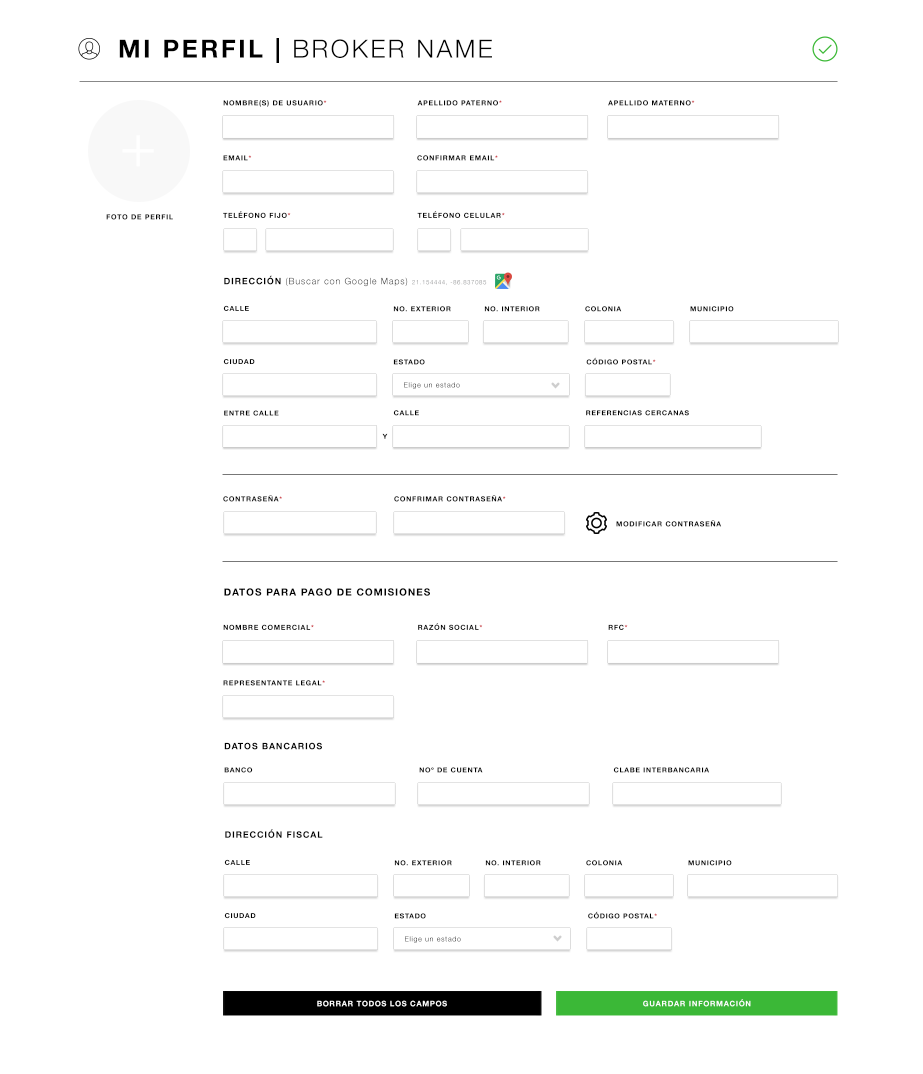 MI PERFIL | BROKER NAME
NOMBRE(S) DE USUARIO* APELLIDO PATERNO* APELLIDO MATERNO*
EMAIL* CONFIRMAR EMAIL*
FOTO DE PERFIL
TELÉFONO FIJO* TELÉFONO CELULAR*
DIRECCIÓN (Buscar con Google Maps) 21.154444, -86.837085
CALLE NO. EXTERIOR NO. INTERIOR COLONIA MUNICIPIO
CIUDAD ESTADO CÓDIGO POSTAL*
Elige un estado
ENTRE CALLE CALLE REFERENCIAS CERCANAS
Y
CONTRASEÑA* CONFRIMAR CONTRASEÑA*
MODIFICAR CONTRASEÑA
DATOS PARA PAGO DE COMISIONES
NOMBRE COMERCIAL* RAZÓN SOCIAL* RFC*
REPRESENTANTE LEGAL*
DATOS BANCARIOS
BANCO NOº DE CUENTA CLABE INTERBANCARIA
DIRECCIÓN FISCAL
CALLE NO. EXTERIOR NO. INTERIOR COLONIA MUNICIPIO
CIUDAD ESTADO CÓDIGO POSTAL*
Elige un estado
BORRAR TODOS LOS CAMPOS GUARDAR INFORMACIÓN